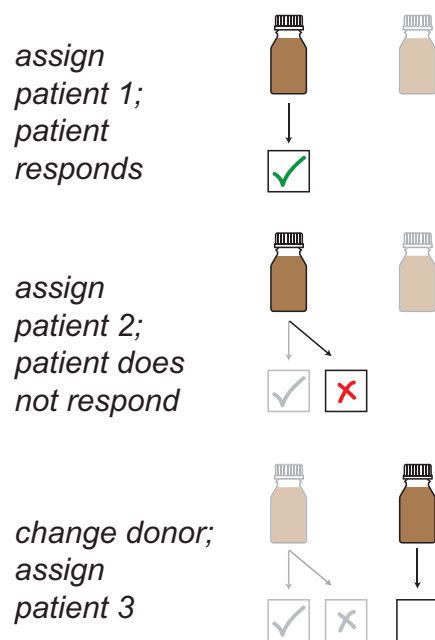 assign
patient 1;
patient
responds
assign
patient 2;
patient does
not respond
change donor;
assign
patient 3